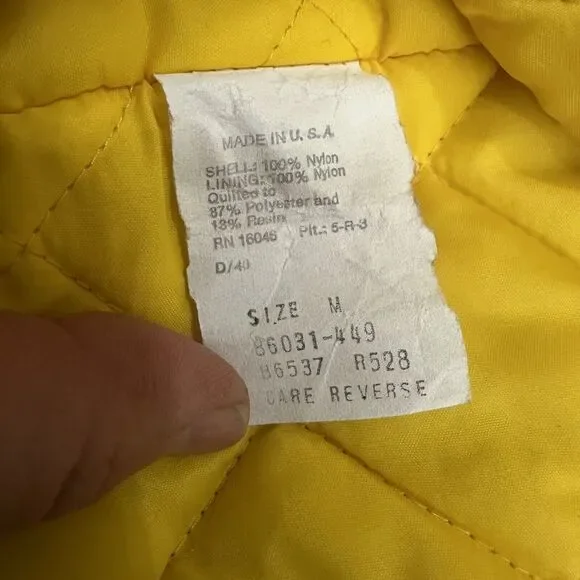 MADE IN U.S.A.
SHELL: 100% Nylon
LINING: 100% Nylon
Quilted to
87% Polyester and
13% Resin
RN 16046 Plt.: 5-R-3
D/40
SIZE M
86031-449
86537 R528
CARE REVERSE